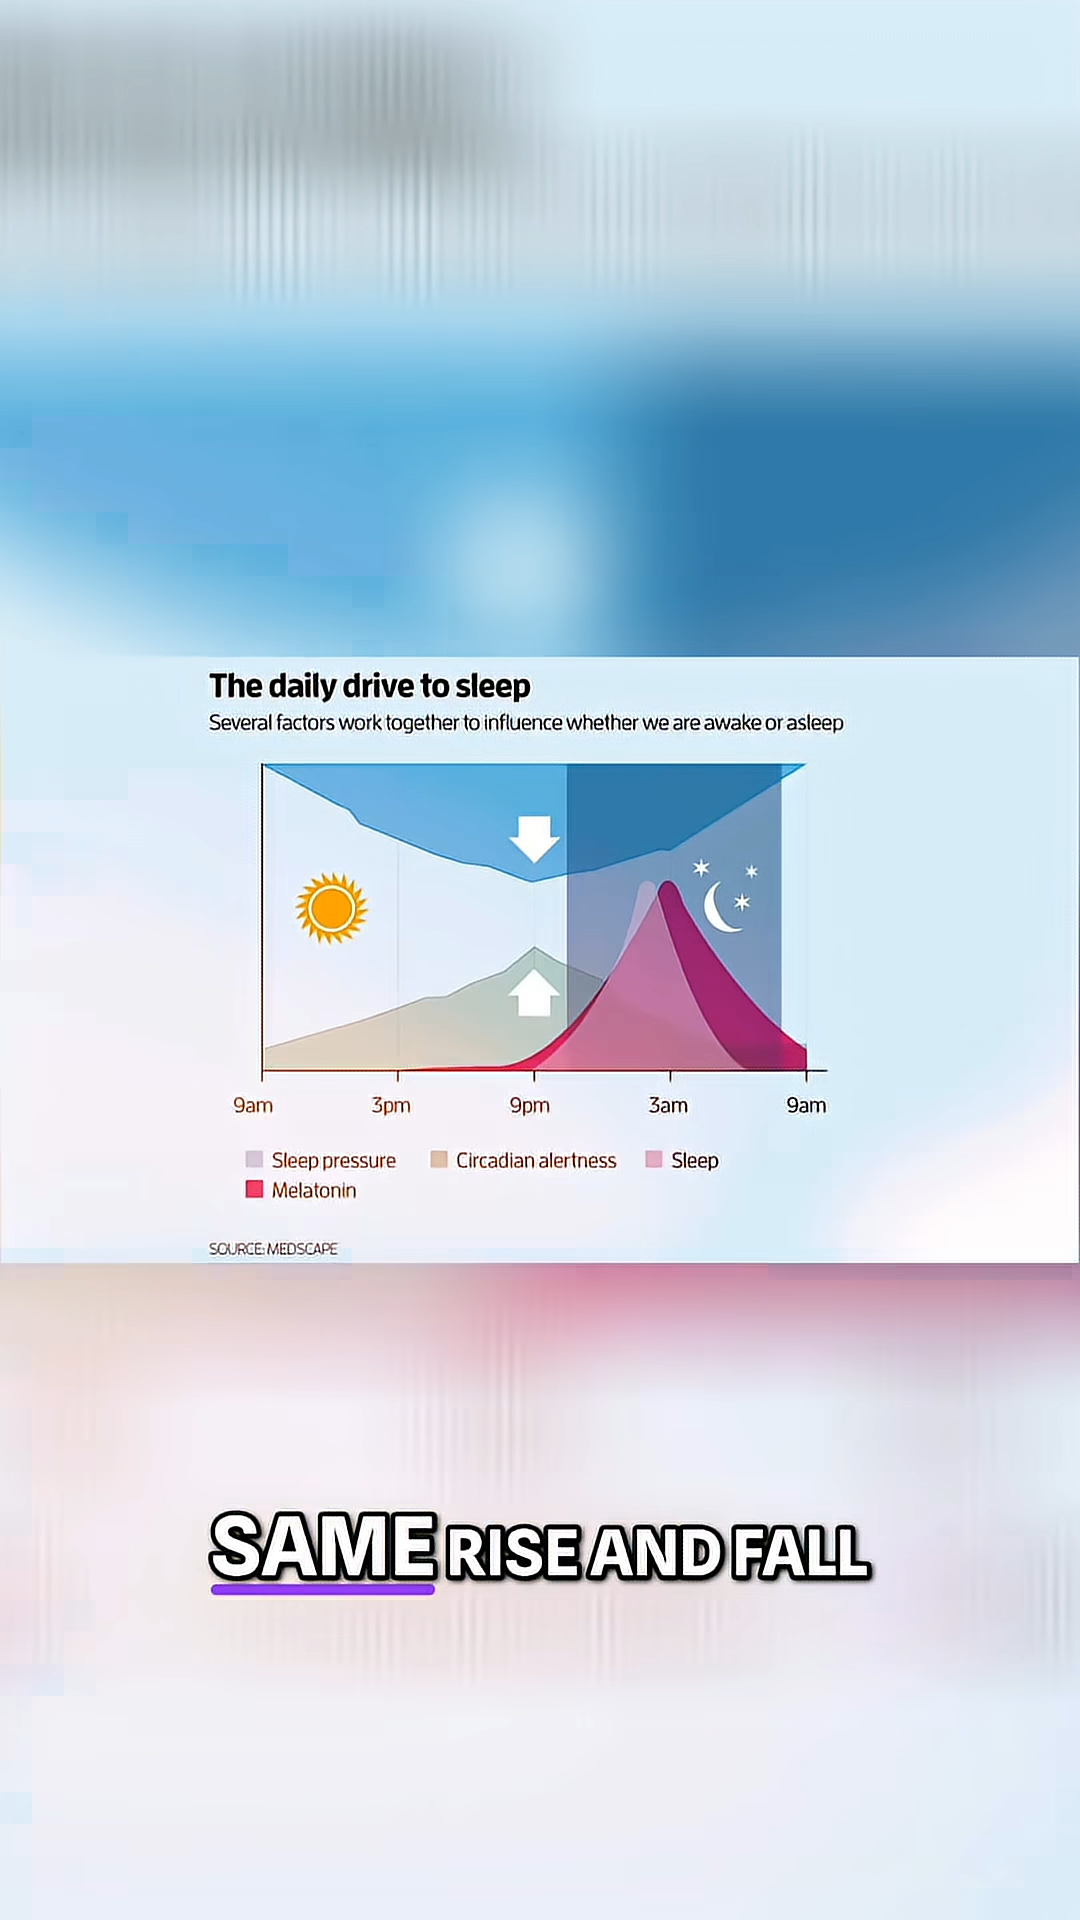 The daily drive to sleep
Several factors work together to influence whether we are awake or asleep
9am 3pm 9pm 3am 9am
Sleep pressure Circadian alertness Sleep
Melatonin
SOURCE: MEDSCAPE
SAME RISE AND FALL